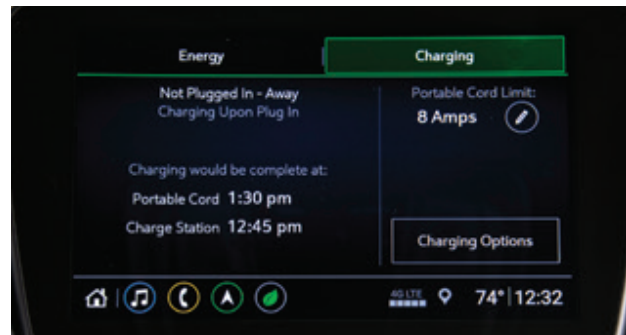 Energy
Charging
Not Plugged In - Away
Charging Upon Plug In
Charging would be complete at:
Portable Cord 1:30 pm
Charge Station 12:45 pm
Portable Cord Limit:
8 Amps
Charging Options
4G LTE
74° 12:32